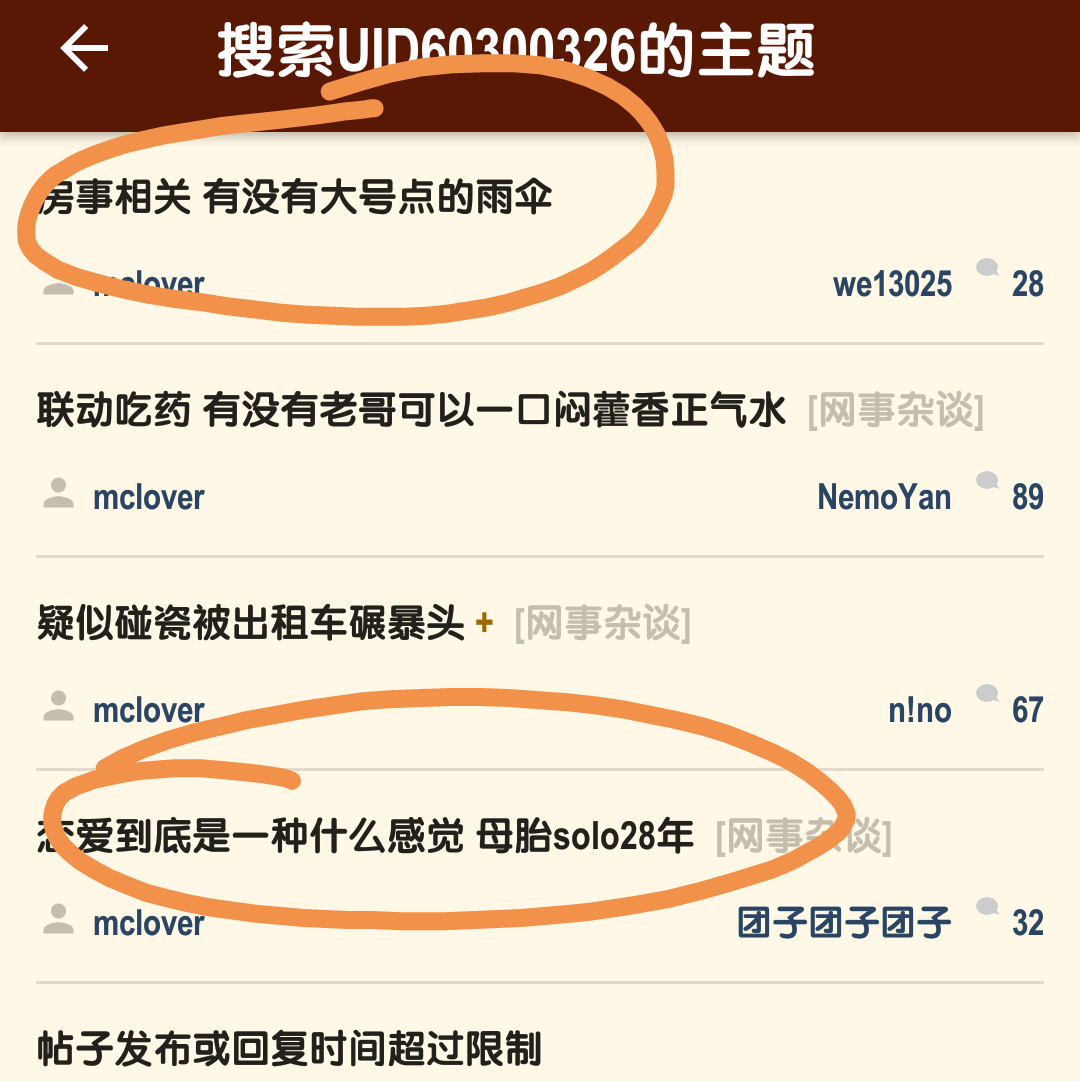 搜索UID60300326的主题
房事相关 有没有大号点的雨伞
mclover we13025 28
联动吃药 有没有老哥可以一口闷藿香正气水 [网事杂谈]
mclover NemoYan 89
疑似碰瓷被出租车碾暴头 + [网事杂谈]
mclover n!no 67
恋爱到底是一种什么感觉 母胎solo28年 [网事杂谈]
mclover 团子团子团子 32
帖子发布或回复时间超过限制